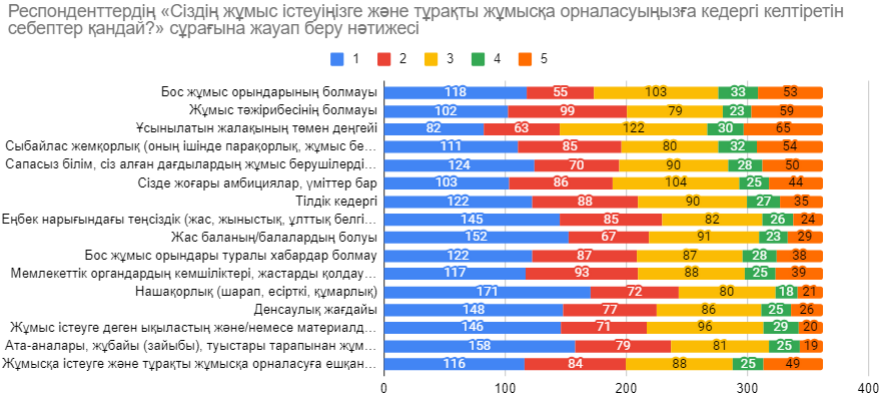 Респонденттердің «Сіздің жұмыс істеуіңізге және тұрақты жұмысқа орналасуыңызға кедергі келтіретін
себептер қандай?» сұрағына жауап беру нәтижесі
1 2 3 4 5
Бос жұмыс орындарының болмауы 118 55 103 33 53
Жұмыс тәжірибесінің болмауы 102 99 79 23 59
Ұсынылатын жалақының төмен деңгейі 82 63 122 30 65
Сыбайлас жемқорлық (оның ішінде парақорлық, жұмыс бе... 111 85 80 32 54
Сапасыз білім, сіз алған дағдылардың жұмыс берушілерді... 124 70 90 28 50
Сізде жоғары амбициялар, үміттер бар 103 86 104 25 44
Тілдік кедергі 122 88 90 27 35
Еңбек нарығындағы теңсіздік (жас, жыныстық, ұлттық белгі... 145 85 82 26 24
Жас баланың/балалардың болуы 152 67 91 23 29
Бос жұмыс орындары туралы хабардар болмау 122 87 87 28 38
Мемлекеттік органдардың кемшіліктері, жастарды қолдау... 117 93 88 25 39
Нашақорлық (шарап, есірткі, құмарлық) 171 72 80 18 21
Денсаулық жағдайы 148 77 86 25 26
Жұмыс істеуге деген ықыластың және/немесе материалд... 146 71 96 29 20
Ата-аналары, жұбайы (зайыбы), туыстары тарапынан жұм... 158 79 81 25 19
Жұмысқа істеуге және тұрақты жұмысқа орналасуға ешқан... 116 84 88 25 49
0 100 200 300 400